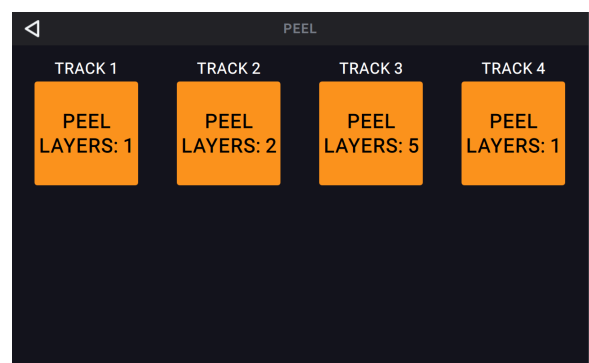 PEEL
TRACK 1
TRACK 2
TRACK 3
TRACK 4
PEEL
LAYERS: 1
PEEL
LAYERS: 2
PEEL
LAYERS: 5
PEEL
LAYERS: 1